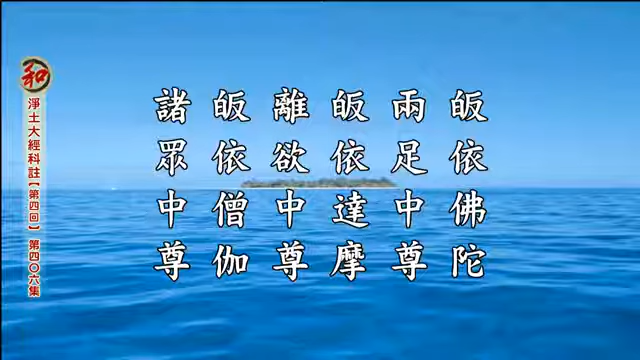 皈依佛陀
兩足中尊
皈依達摩
離欲中尊
皈依僧伽
諸眾中尊
和
淨土大經科註【第四回】第四〇六集